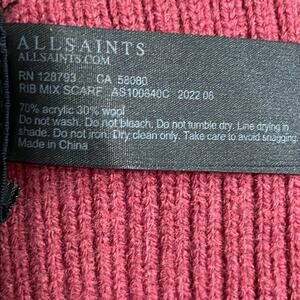 ALLSAINTS
ALLSAINTS.COM
RN 128793 CA 58080
RIB MIX SCARF AS100840C 2022 06
70% acrylic 30% wool
Do not wash. Do not bleach. Do not tumble dry. Line drying in
shade. Do not iron. Dry clean only. Take care to avoid snagging
Made in China